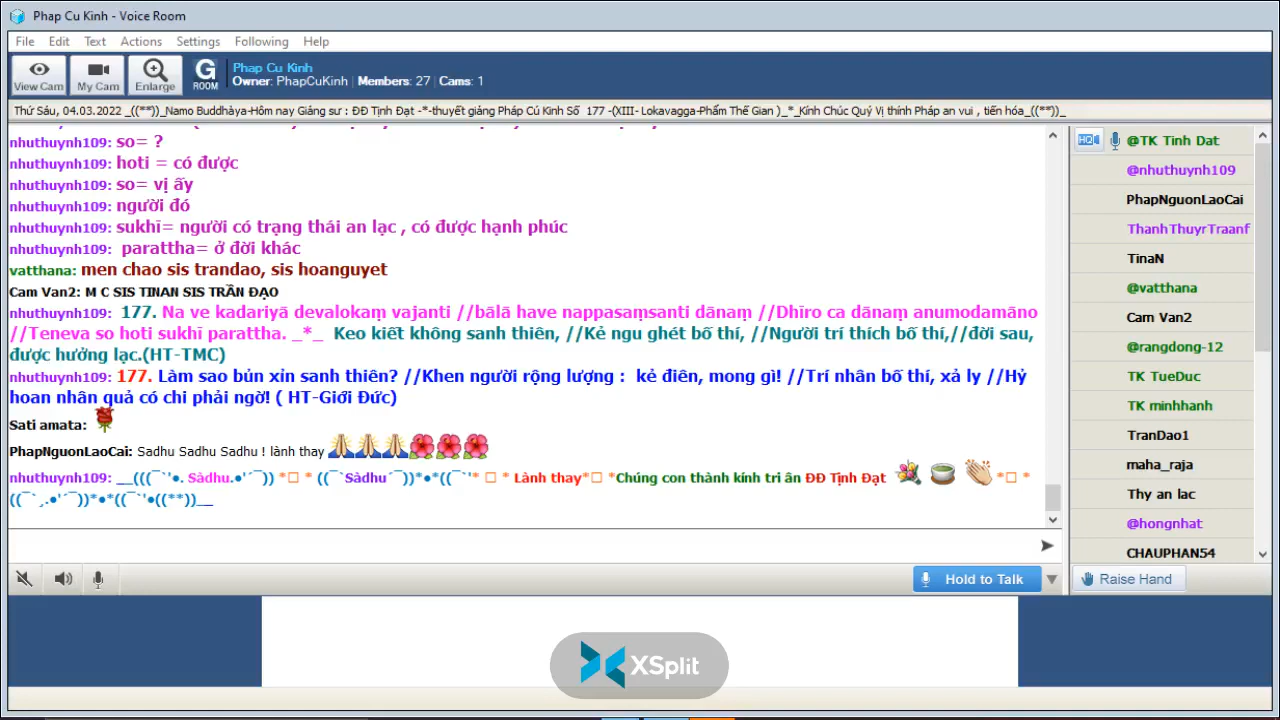 Phap Cu Kinh - Voice Room
File Edit Text Actions Settings Following Help
View Cam My Cam Enlarge G ROOM
Phap Cu Kinh
Owner: PhapCuKinh Members: 27 Cams: 1
Thứ Sáu, 04.03.2022 _((**))_Namo Buddhàya-Hôm nay Giảng sư : ĐĐ Tịnh Đạt -*-thuyết giảng Pháp Cú Kinh Số 177 -(XIII- Lokavagga-Phẩm Thế Gian )_*_Kính Chúc Quý Vị thính Pháp an vui , tiến hóa_((**))_
nhuthuynh109: so= ?
nhuthuynh109: hoti = có được
nhuthuynh109: so= vị ấy
nhuthuynh109: người đó
nhuthuynh109: sukhī= người có trạng thái an lạc , có được hạnh phúc
nhuthuynh109: parattha= ở đời khác
vatthana: men chao sis trandao, sis hoanguyet
Cam Van2: M C SIS TINAN SIS TRẦN ĐẠO
nhuthuynh109: 177. Na ve kadariyā devalokaṃ vajanti //bālā have nappasaṃsanti dānaṃ //Dhīro ca dānaṃ anumodamāno
//Teneva so hoti sukhī parattha. _*_ Keo kiết không sanh thiên, //Kẻ ngu ghét bố thí, //Người trí thích bố thí,//đời sau,
được hưởng lạc.(HT-TMC)
nhuthuynh109: 177. Làm sao bủn xỉn sanh thiên? //Khen người rộng lượng : kẻ điên, mong gì! //Trí nhân bố thí, xả ly //Hỷ
hoan nhân quả có chi phải ngờ! ( HT-Giới Đức)
Sati amata:
PhapNguonLaoCai: Sadhu Sadhu Sadhu ! lành thay
nhuthuynh109: __(((¯`'•. Sàdhu.•'´¯)) *□ * ((¯`Sàdhu´¯))*•*((¯`'* □ * Lành thay*□ *Chúng con thành kính tri ân ĐĐ Tịnh Đạt *□ *
((¯`¸.•'´¯))*•*((¯`'•((**))__
Hold to Talk
@TK Tinh Dat
@nhuthuynh109
PhapNguonLaoCai
ThanhThuyrTraanf
TinaN
@vatthana
Cam Van2
@rangdong-12
TK TueDuc
TK minhhanh
TranDao1
maha_raja
Thy an lac
@hongnhat
CHAUPHAN54
Raise Hand
XSplit